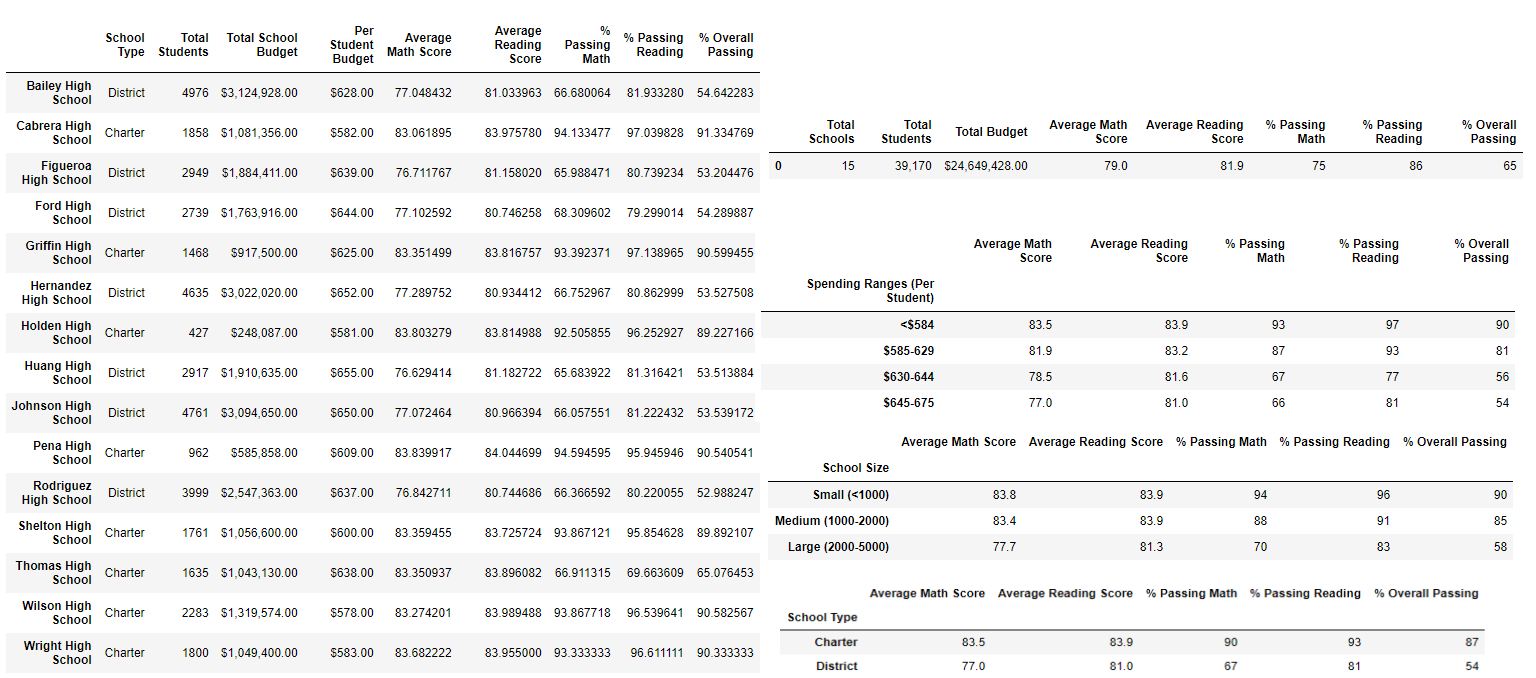 School Type Total Students Total School Budget Per Student Budget Average Math Score Average Reading Score % Passing Math % Passing Reading % Overall Passing
Bailey High School District 4976 $3,124,928.00 $628.00 77.048432 81.033963 66.680064 81.933280 54.642283
Cabrera High School Charter 1858 $1,081,356.00 $582.00 83.061895 83.975780 94.133477 97.039828 91.334769
Figueroa High School District 2949 $1,884,411.00 $639.00 76.711767 81.158020 65.988471 80.739234 53.204476
Ford High School District 2739 $1,763,916.00 $644.00 77.102592 80.746258 68.309602 79.299014 54.289887
Griffin High School Charter 1468 $917,500.00 $625.00 83.351499 83.816757 93.392371 97.138965 90.599455
Hernandez High School District 4635 $3,022,020.00 $652.00 77.289752 80.934412 66.752967 80.862999 53.527508
Holden High School Charter 427 $248,087.00 $581.00 83.803279 83.814988 92.505855 96.252927 89.227166
Huang High School District 2917 $1,910,635.00 $655.00 76.629414 81.182722 65.683922 81.316421 53.513884
Johnson High School District 4761 $3,094,650.00 $650.00 77.072464 80.966394 66.057551 81.222432 53.539172
Pena High School Charter 962 $585,858.00 $609.00 83.839917 84.044699 94.594595 95.945946 90.540541
Rodriguez High School District 3999 $2,547,363.00 $637.00 76.842711 80.744686 66.366592 80.220055 52.988247
Shelton High School Charter 1761 $1,056,600.00 $600.00 83.359455 83.725724 93.867121 95.854628 89.892107
Thomas High School Charter 1635 $1,043,130.00 $638.00 83.350937 83.896082 66.911315 69.663609 65.076453
Wilson High School Charter 2283 $1,319,574.00 $578.00 83.274201 83.989488 93.867718 96.539641 90.582567
Wright High School Charter 1800 $1,049,400.00 $583.00 83.682222 83.955000 93.333333 96.611111 90.333333
Total Schools Total Students Total Budget Average Math Score Average Reading Score % Passing Math % Passing Reading % Overall Passing
0 15 39,170 $24,649,428.00 79.0 81.9 75 86 65
Average Math Score Average Reading Score % Passing Math % Passing Reading % Overall Passing
Spending Ranges (Per Student)
<$584 83.5 83.9 93 97 90
$585-629 81.9 83.2 87 93 81
$630-644 78.5 81.6 67 77 56
$645-675 77.0 81.0 66 81 54
Average Math Score Average Reading Score % Passing Math % Passing Reading % Overall Passing
School Size
Small (<1000) 83.8 83.9 94 96 90
Medium (1000-2000) 83.4 83.9 88 91 85
Large (2000-5000) 77.7 81.3 70 83 58
Average Math Score Average Reading Score % Passing Math % Passing Reading % Overall Passing
School Type
Charter 83.5 83.9 90 93 87
District 77.0 81.0 67 81 54